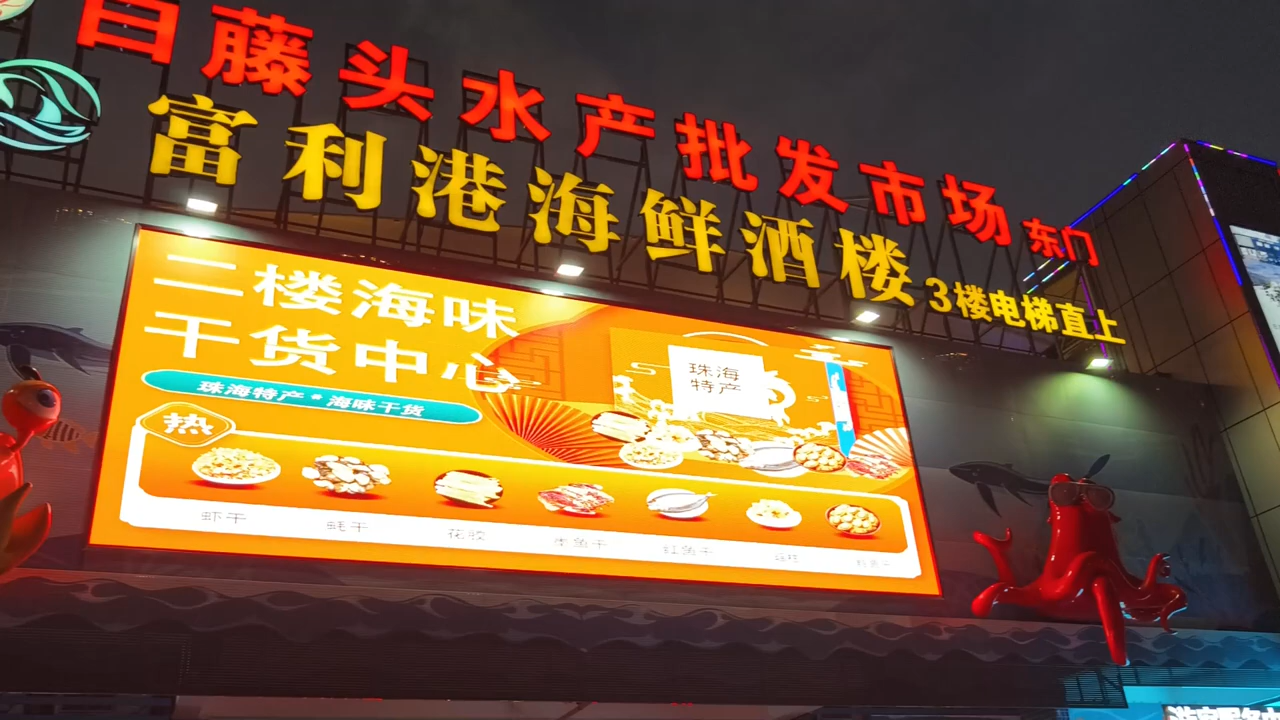 白藤头水产批发市场 东门
富利港海鲜酒楼 3楼电梯直上
二楼海味
干货中心
珠海特产 海味干货
珠海
特产
热
虾干
蚝干
花胶